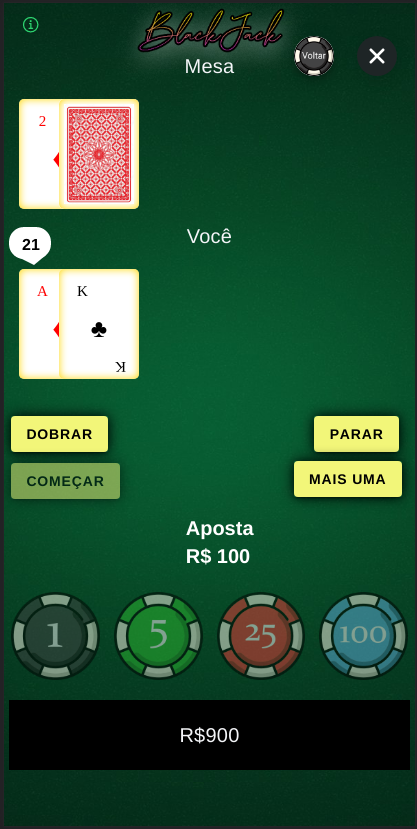 BlackJack
Mesa
Voltar
2
Você
21
A
K
K
DOBRAR
PARAR
COMEÇAR
MAIS UMA
Aposta
R$ 100
1
5
25
100
R$900